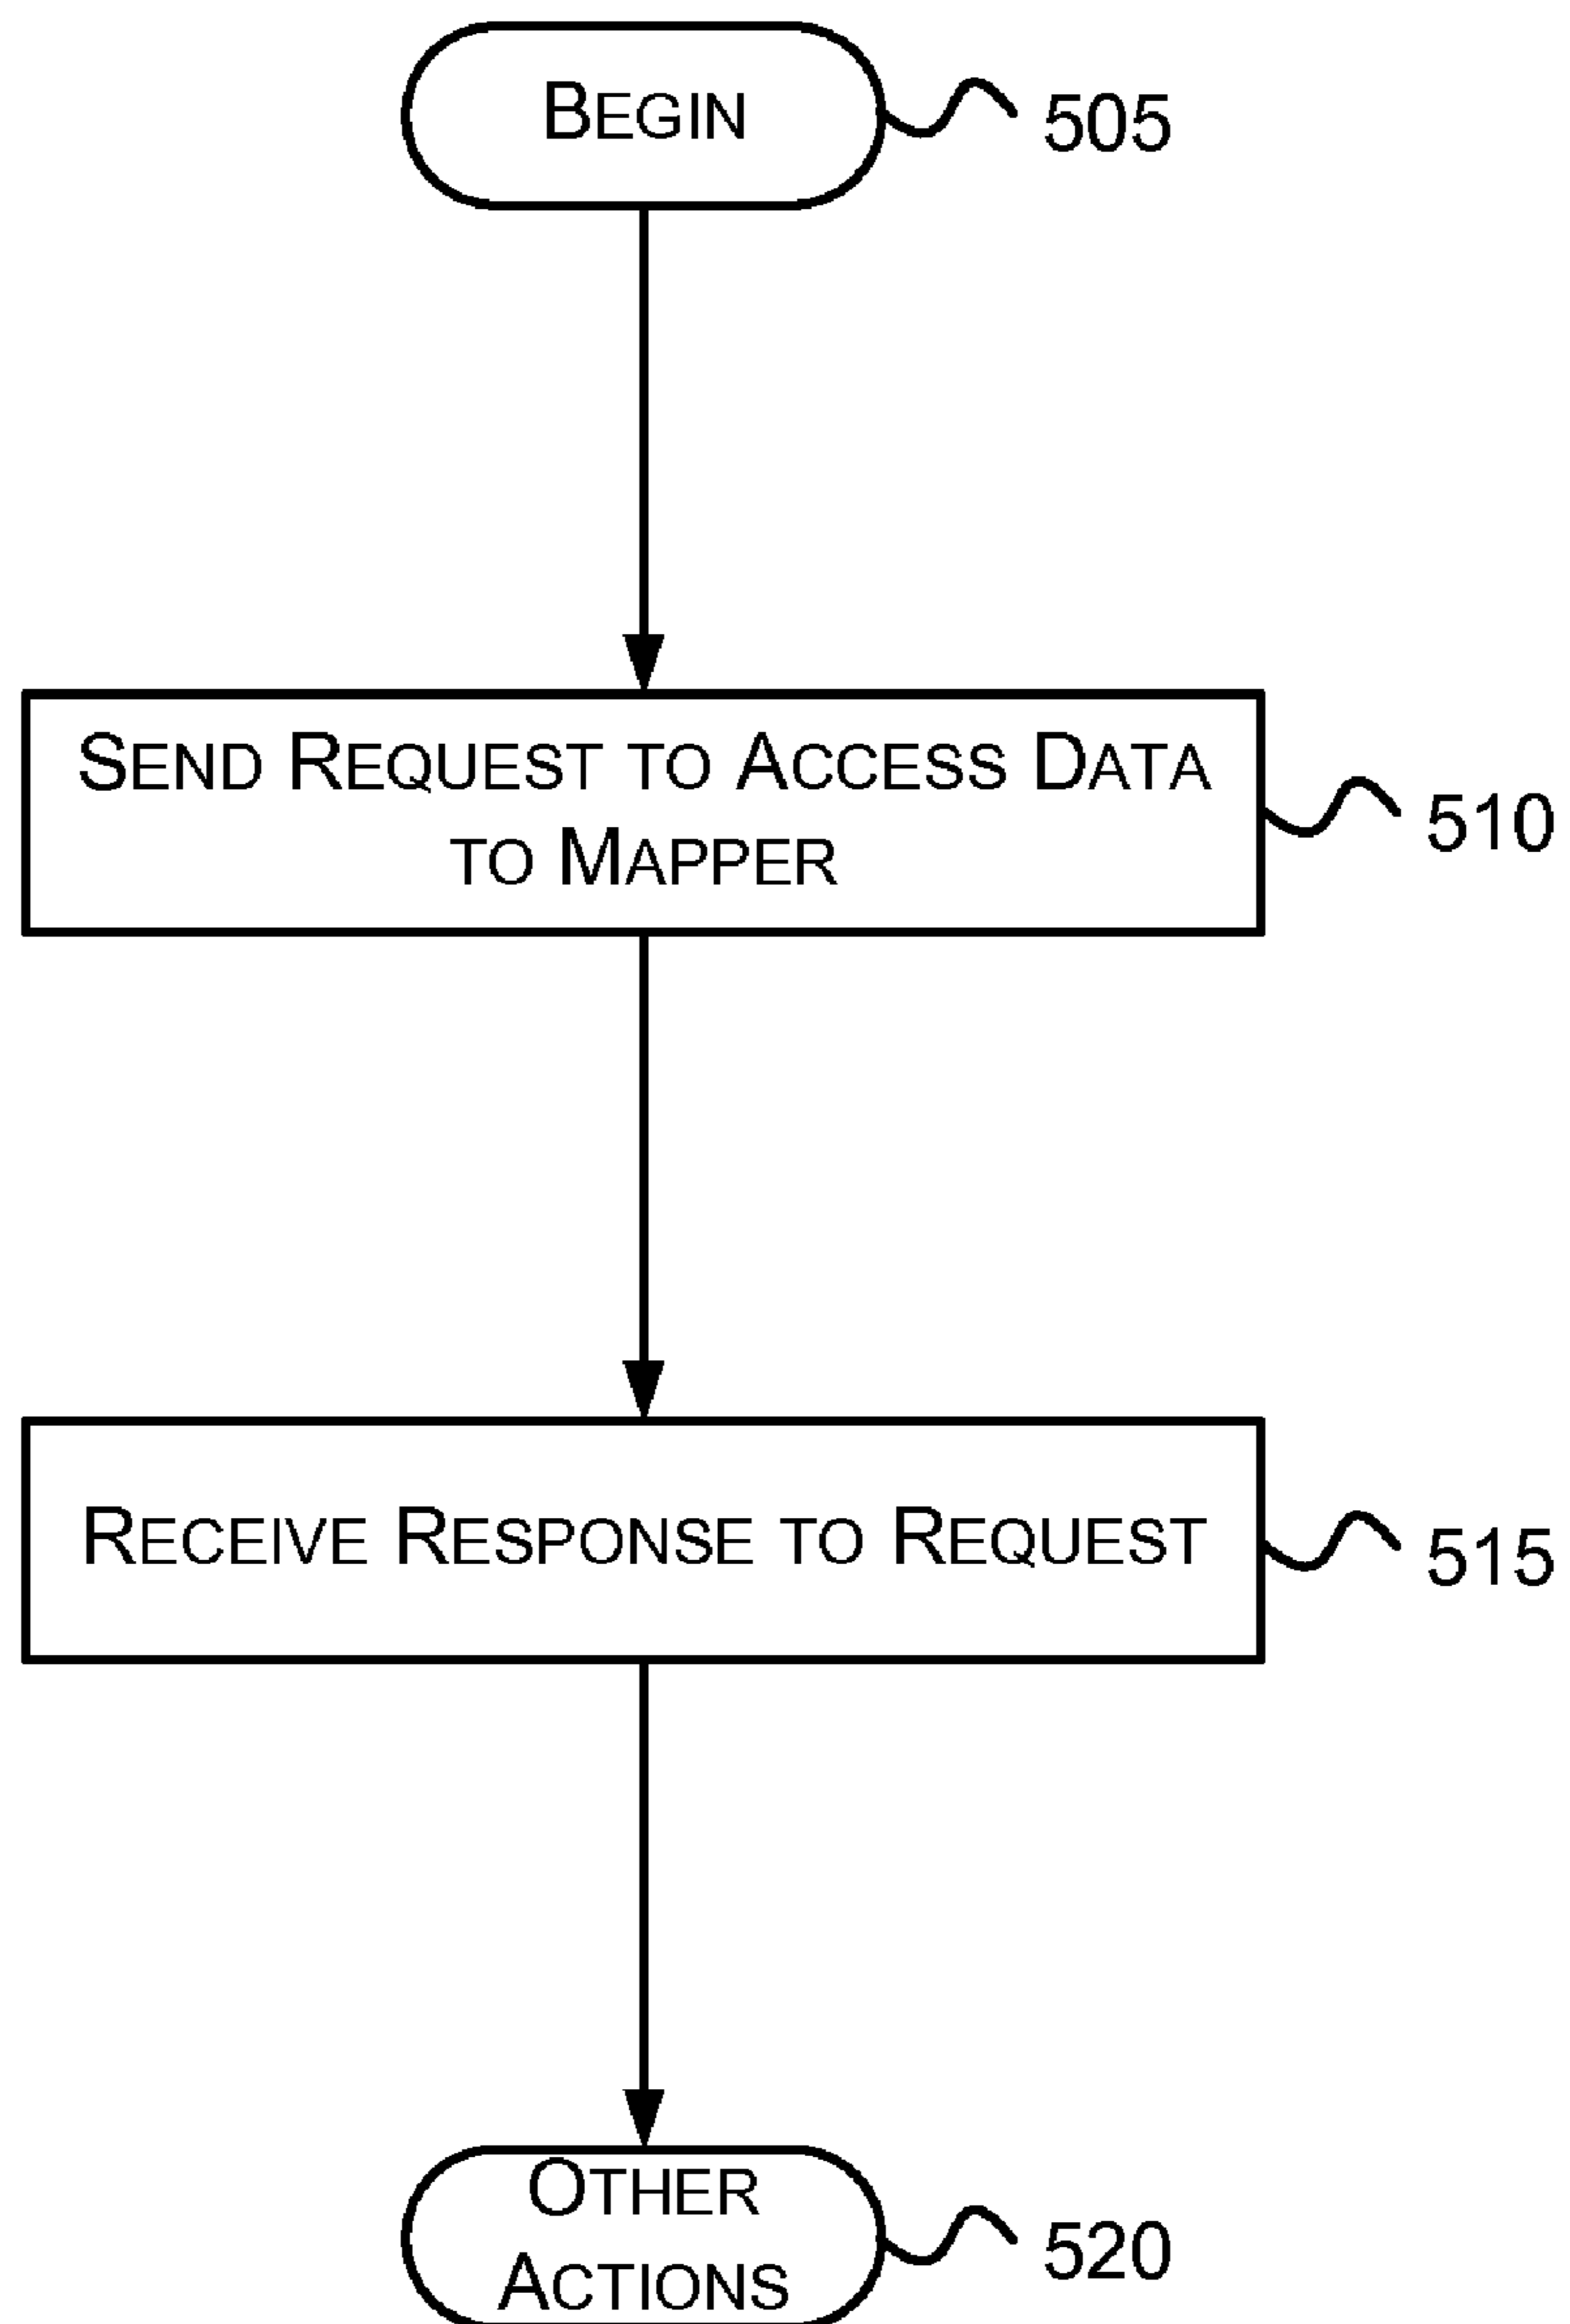 BEGIN
505
SEND REQUEST TO ACCESS DATA
TO MAPPER
510
RECEIVE RESPONSE TO REQUEST
515
OTHER
ACTIONS
520